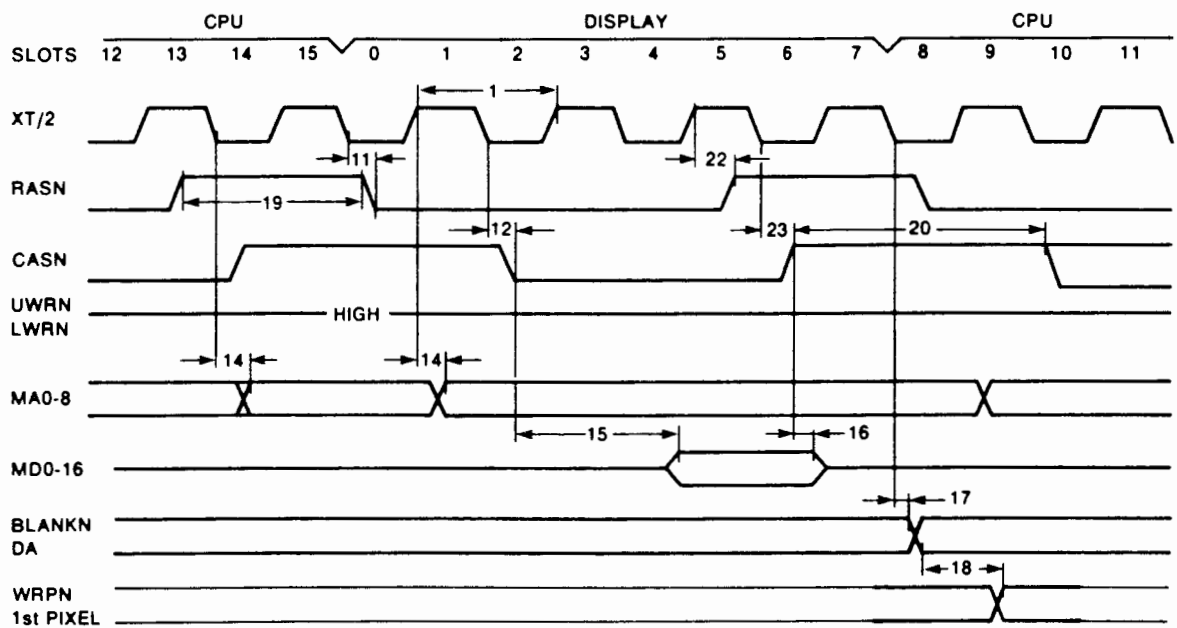 CPU DISPLAY CPU
SLOTS 12 13 14 15 0 1 2 3 4 5 6 7 8 9 10 11
1
XT/2
11 22
RASN
19
12 23 20
CASN
UWRN
LWRN
HIGH
14 14
MA0-8
15 16
MD0-16
17
BLANKN
DA
18
WRPN
1st PIXEL